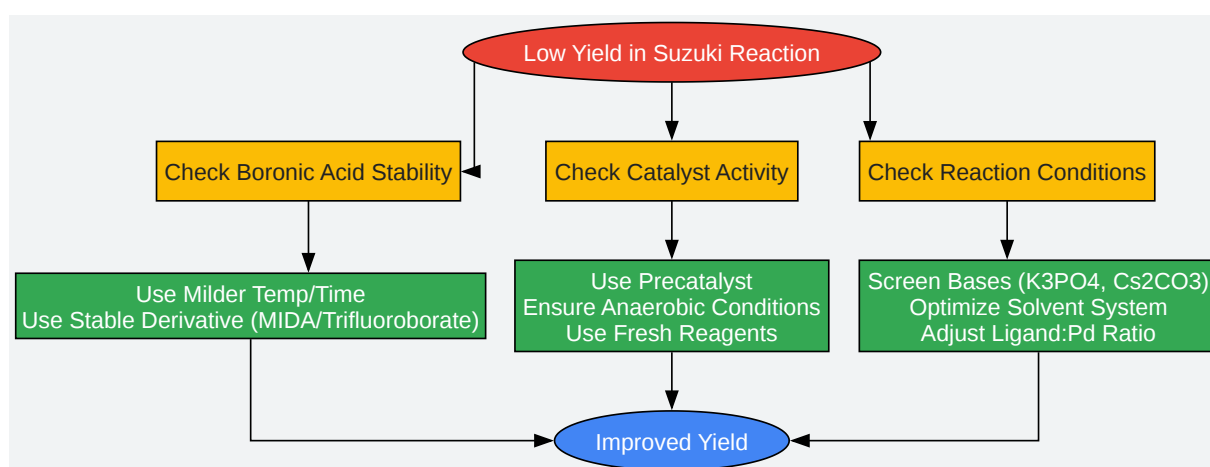 Low Yield in Suzuki Reaction
Check Boronic Acid Stability
Check Catalyst Activity
Check Reaction Conditions
Use Milder Temp/Time
Use Stable Derivative (MIDA/Trifluoroborate)
Use Precatalyst
Ensure Anaerobic Conditions
Use Fresh Reagents
Screen Bases (K3PO4, Cs2CO3)
Optimize Solvent System
Adjust Ligand:Pd Ratio
Improved Yield